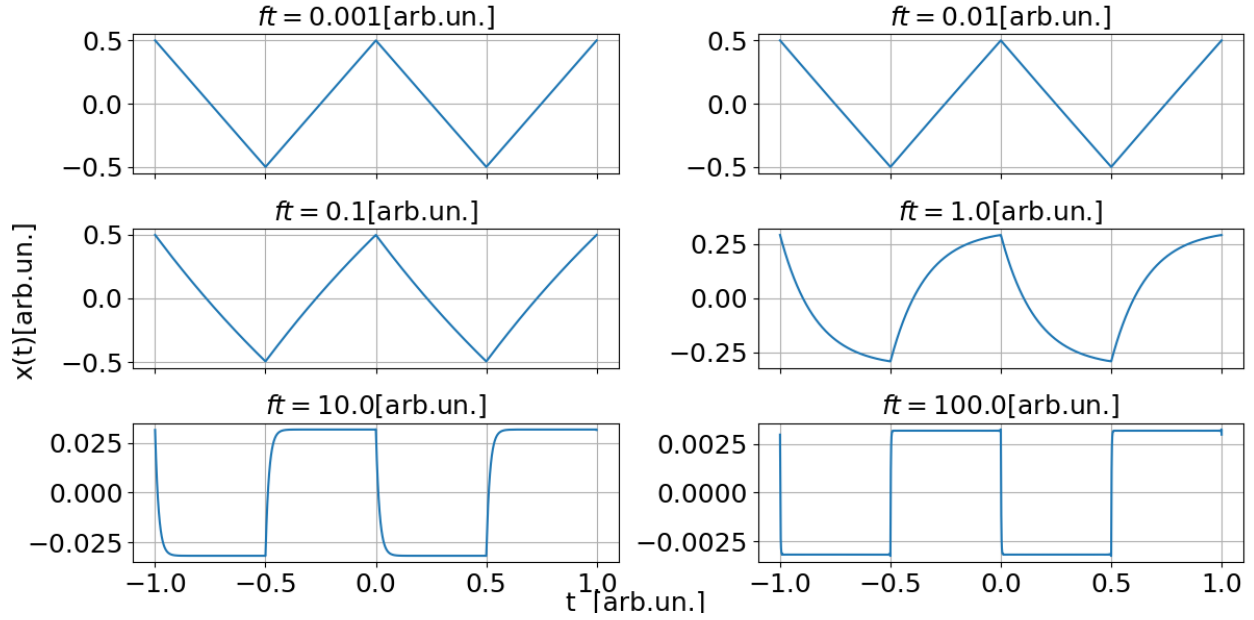 ft = 0.001[arb.un.]
0.5
0.0
−0.5
ft = 0.01[arb.un.]
0.5
0.0
−0.5
x(t)[arb.un.]
ft = 0.1[arb.un.]
0.5
0.0
−0.5
ft = 1.0[arb.un.]
0.25
0.00
−0.25
ft = 10.0[arb.un.]
0.025
0.000
−0.025
−1.0 −0.5 0.0 0.5 1.0
ft = 100.0[arb.un.]
0.0025
0.0000
−0.0025
−1.0 −0.5 0.0 0.5 1.0
t [arb.un.]